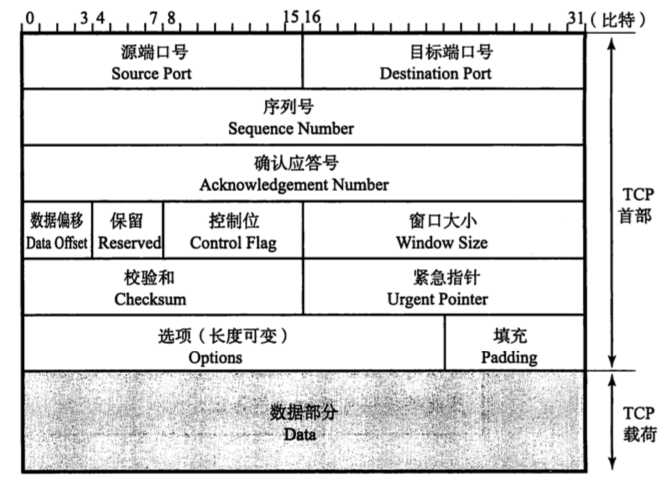 0 3 4 7 8 15 16 31 (比特)
源端口号 目标端口号
Source Port Destination Port
序列号
Sequence Number
确认应答号
Acknowledgement Number
数据偏移 保留 控制位 窗口大小
Data Offset Reserved Control Flag Window Size
TCP
首部
校验和 紧急指针
Checksum Urgent Pointer
选项(长度可变) 填充
Options Padding
数据部分
Data
TCP
载荷